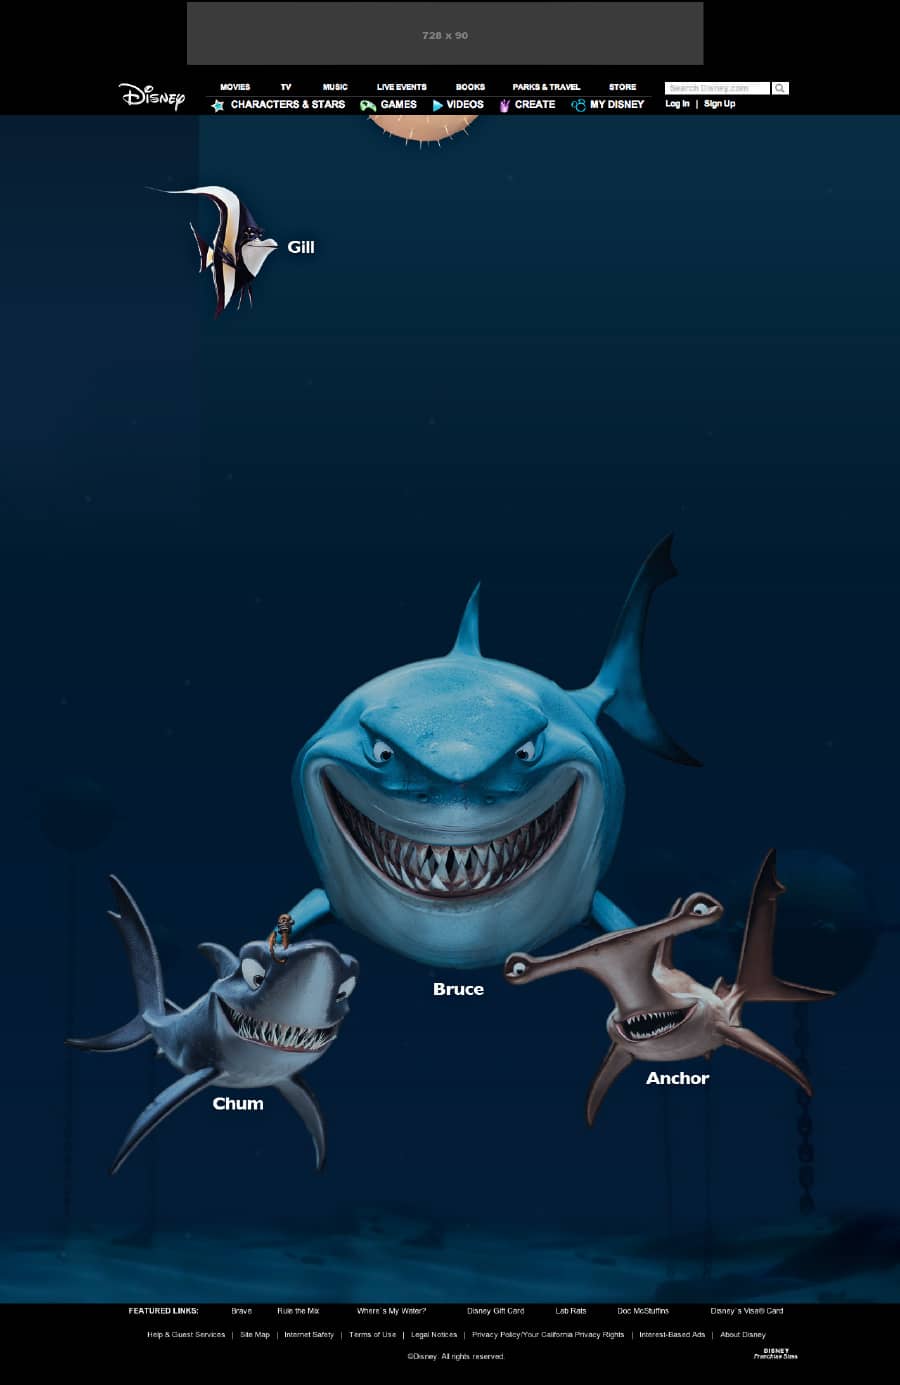 728 x 90
Disney
MOVIES TV MUSIC LIVE EVENTS BOOKS PARKS & TRAVEL STORE
Search Disney.com
CHARACTERS & STARS GAMES VIDEOS CREATE MY DISNEY
Log In | Sign Up
Gill
Bruce
Anchor
Chum
FEATURED LINKS: Brave Rule the Mix Where`s My Water? Disney Gift Card Lab Rats Doc McStuffins Disney`s Visa® Card
Help & Guest Services | Site Map | Internet Safety | Terms of Use | Legal Notices | Privacy Policy/Your California Privacy Rights | Interest-Based Ads | About Disney
©Disney. All rights reserved.
DISNEY
Franchise Sites